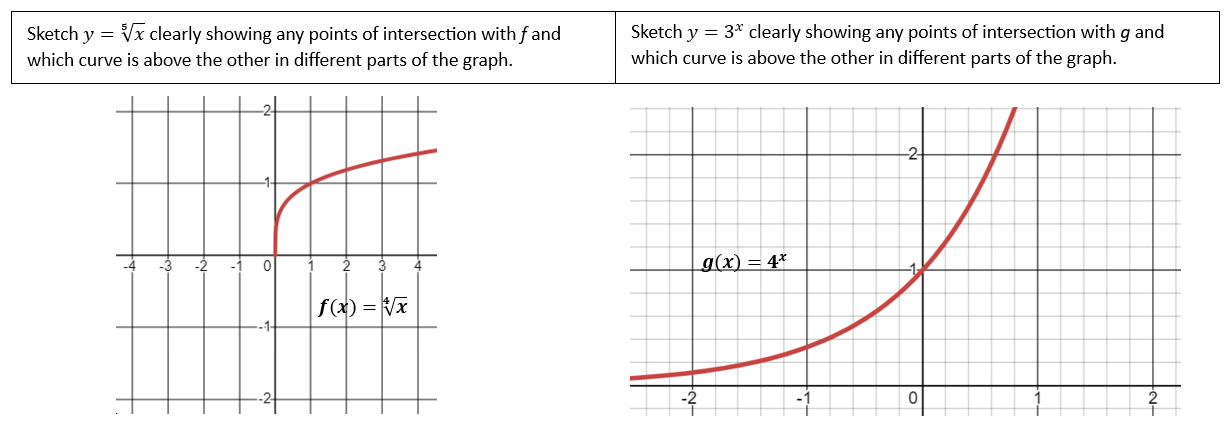 Sketch y = ⁵√x clearly showing any points of intersection with f and
which curve is above the other in different parts of the graph.
Sketch y = 3ˣ clearly showing any points of intersection with g and
which curve is above the other in different parts of the graph.
2
1
-4 -3 -2 -1 0 1 2 3 4
f(x) = ⁴√x
-1
-2
2
g(x) = 4ˣ
1
-2 -1 0 1 2